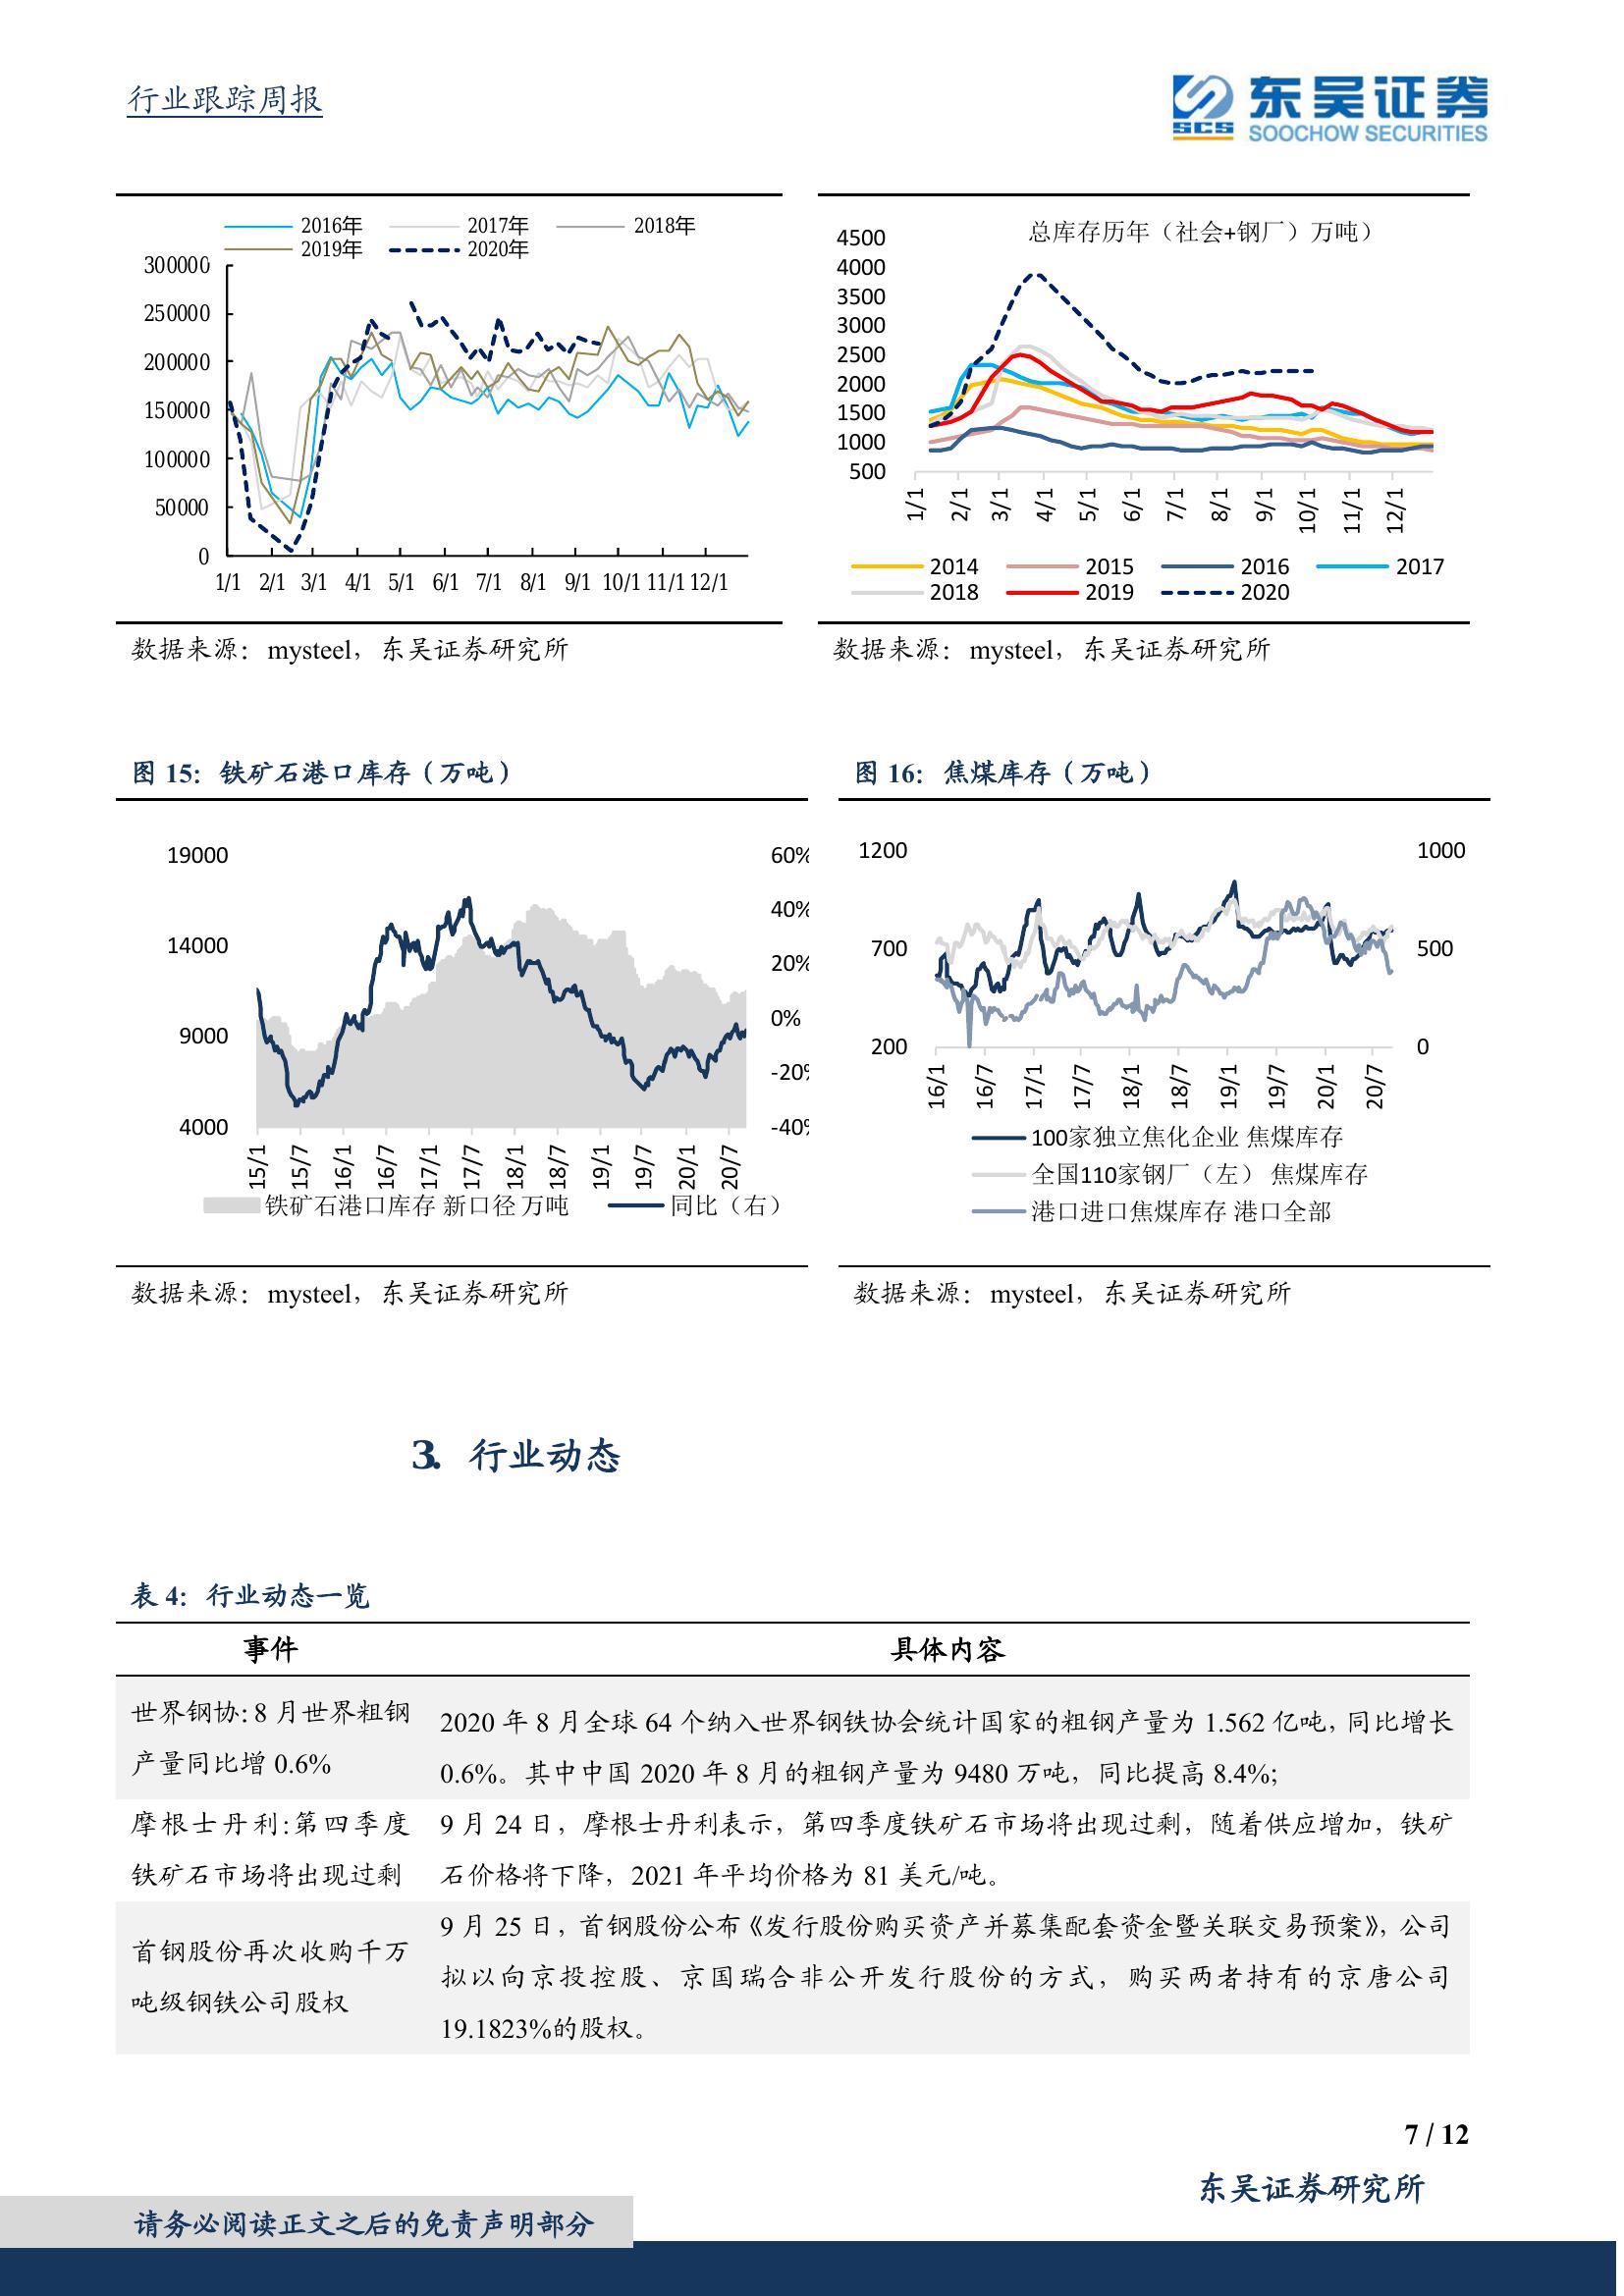 行业跟踪周报
东吴证券
SCS
SOOCHOW SECURITIES
2016年 2017年 2018年
2019年 2020年
300000
250000
200000
150000
100000
50000
0
1/1 2/1 3/1 4/1 5/1 6/1 7/1 8/1 9/1 10/1 11/1 12/1
数据来源：mysteel，东吴证券研究所
总库存历年（社会+钢厂）万吨）
4500
4000
3500
3000
2500
2000
1500
1000
500
1/1 2/1 3/1 4/1 5/1 6/1 7/1 8/1 9/1 10/1 11/1 12/1
2014 2015 2016 2017
2018 2019 2020
数据来源：mysteel，东吴证券研究所
图 15：铁矿石港口库存（万吨）
19000
14000
9000
4000
60%
40%
20%
0%
-20%
-40%
15/1 15/7 16/1 16/7 17/1 17/7 18/1 18/7 19/1 19/7 20/1 20/7
铁矿石港口库存 新口径 万吨 同比（右）
数据来源：mysteel，东吴证券研究所
图 16：焦煤库存（万吨）
1200
700
200
1000
500
0
16/1 16/7 17/1 17/7 18/1 18/7 19/1 19/7 20/1 20/7
100家独立焦化企业 焦煤库存
全国110家钢厂（左） 焦煤库存
港口进口焦煤库存 港口全部
数据来源：mysteel，东吴证券研究所
3. 行业动态
表 4：行业动态一览
事件 具体内容
世界钢协:8 月世界粗钢
产量同比增 0.6%
2020 年 8 月全球 64 个纳入世界钢铁协会统计国家的粗钢产量为 1.562 亿吨，同比增长
0.6%。其中中国 2020 年 8 月的粗钢产量为 9480 万吨，同比提高 8.4%;
摩根士丹利:第四季度
铁矿石市场将出现过剩
9 月 24 日，摩根士丹利表示，第四季度铁矿石市场将出现过剩，随着供应增加，铁矿
石价格将下降，2021 年平均价格为 81 美元/吨。
首钢股份再次收购千万
吨级钢铁公司股权
9 月 25 日，首钢股份公布《发行股份购买资产并募集配套资金暨关联交易预案》，公司
拟以向京投控股、京国瑞合非公开发行股份的方式，购买两者持有的京唐公司
19.1823%的股权。
7 / 12
东吴证券研究所
请务必阅读正文之后的免责声明部分